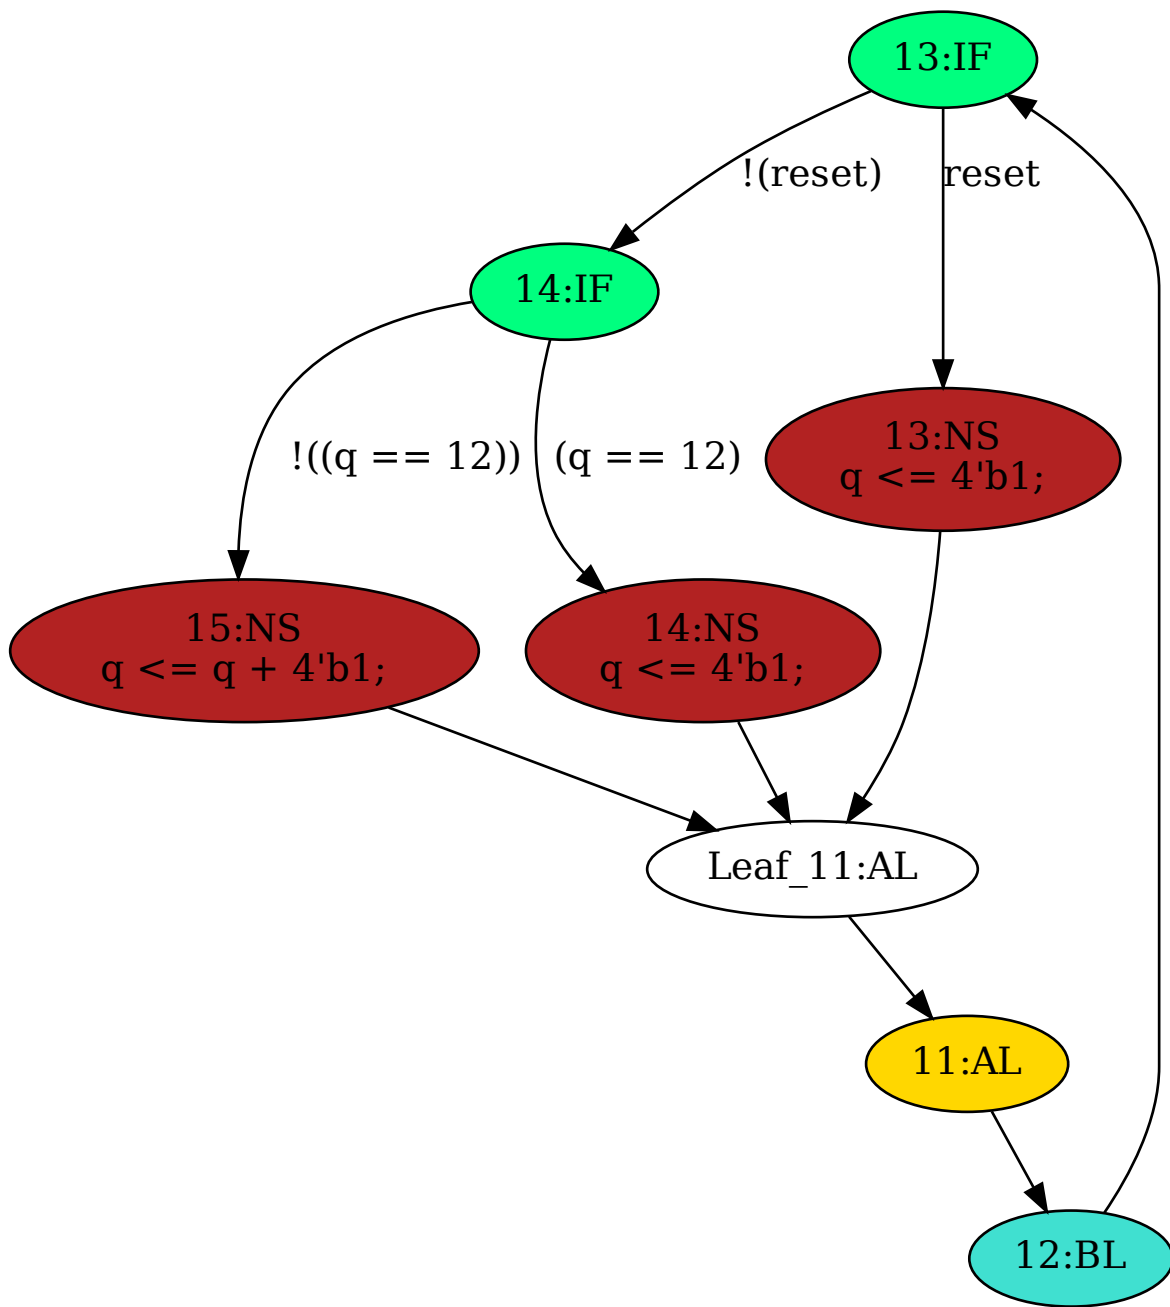 13:IF
!(reset)
reset
14:IF
13:NS
q <= 4'b1;
!((q == 12))
(q == 12)
15:NS
q <= q + 4'b1;
14:NS
q <= 4'b1;
Leaf_11:AL
11:AL
12:BL